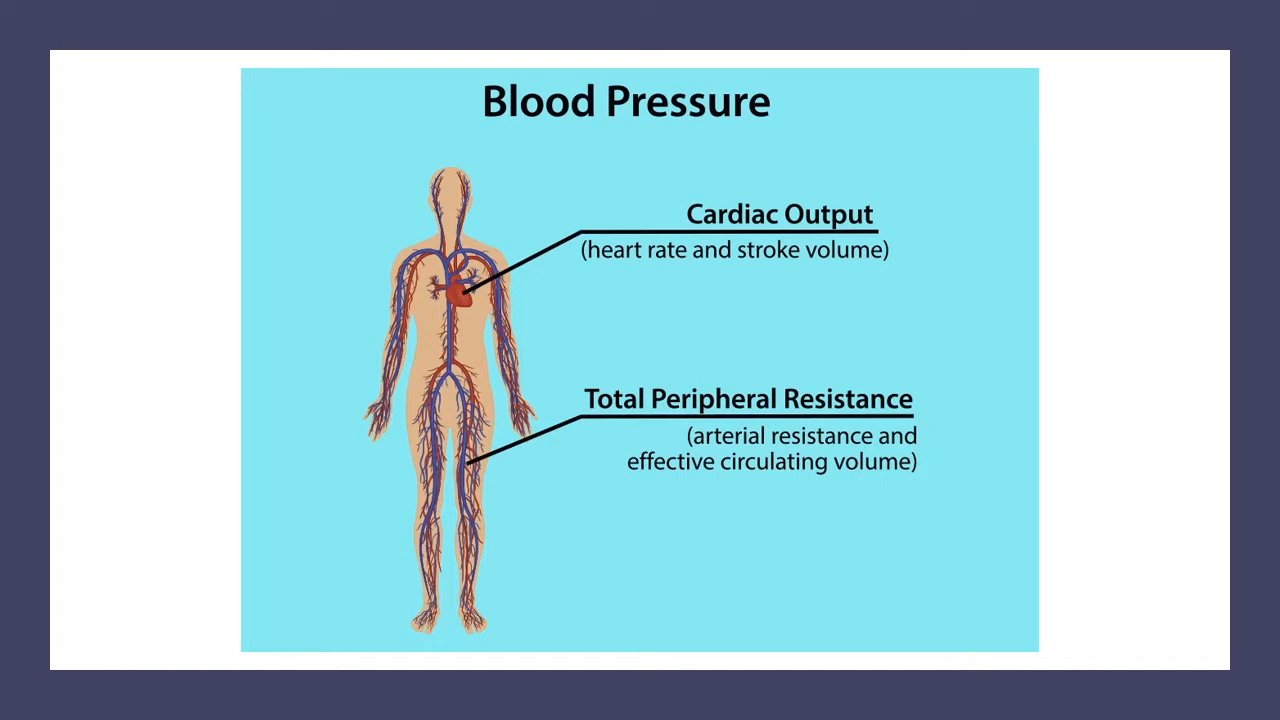 Blood Pressure
Cardiac Output
(heart rate and stroke volume)
Total Peripheral Resistance
(arterial resistance and
effective circulating volume)